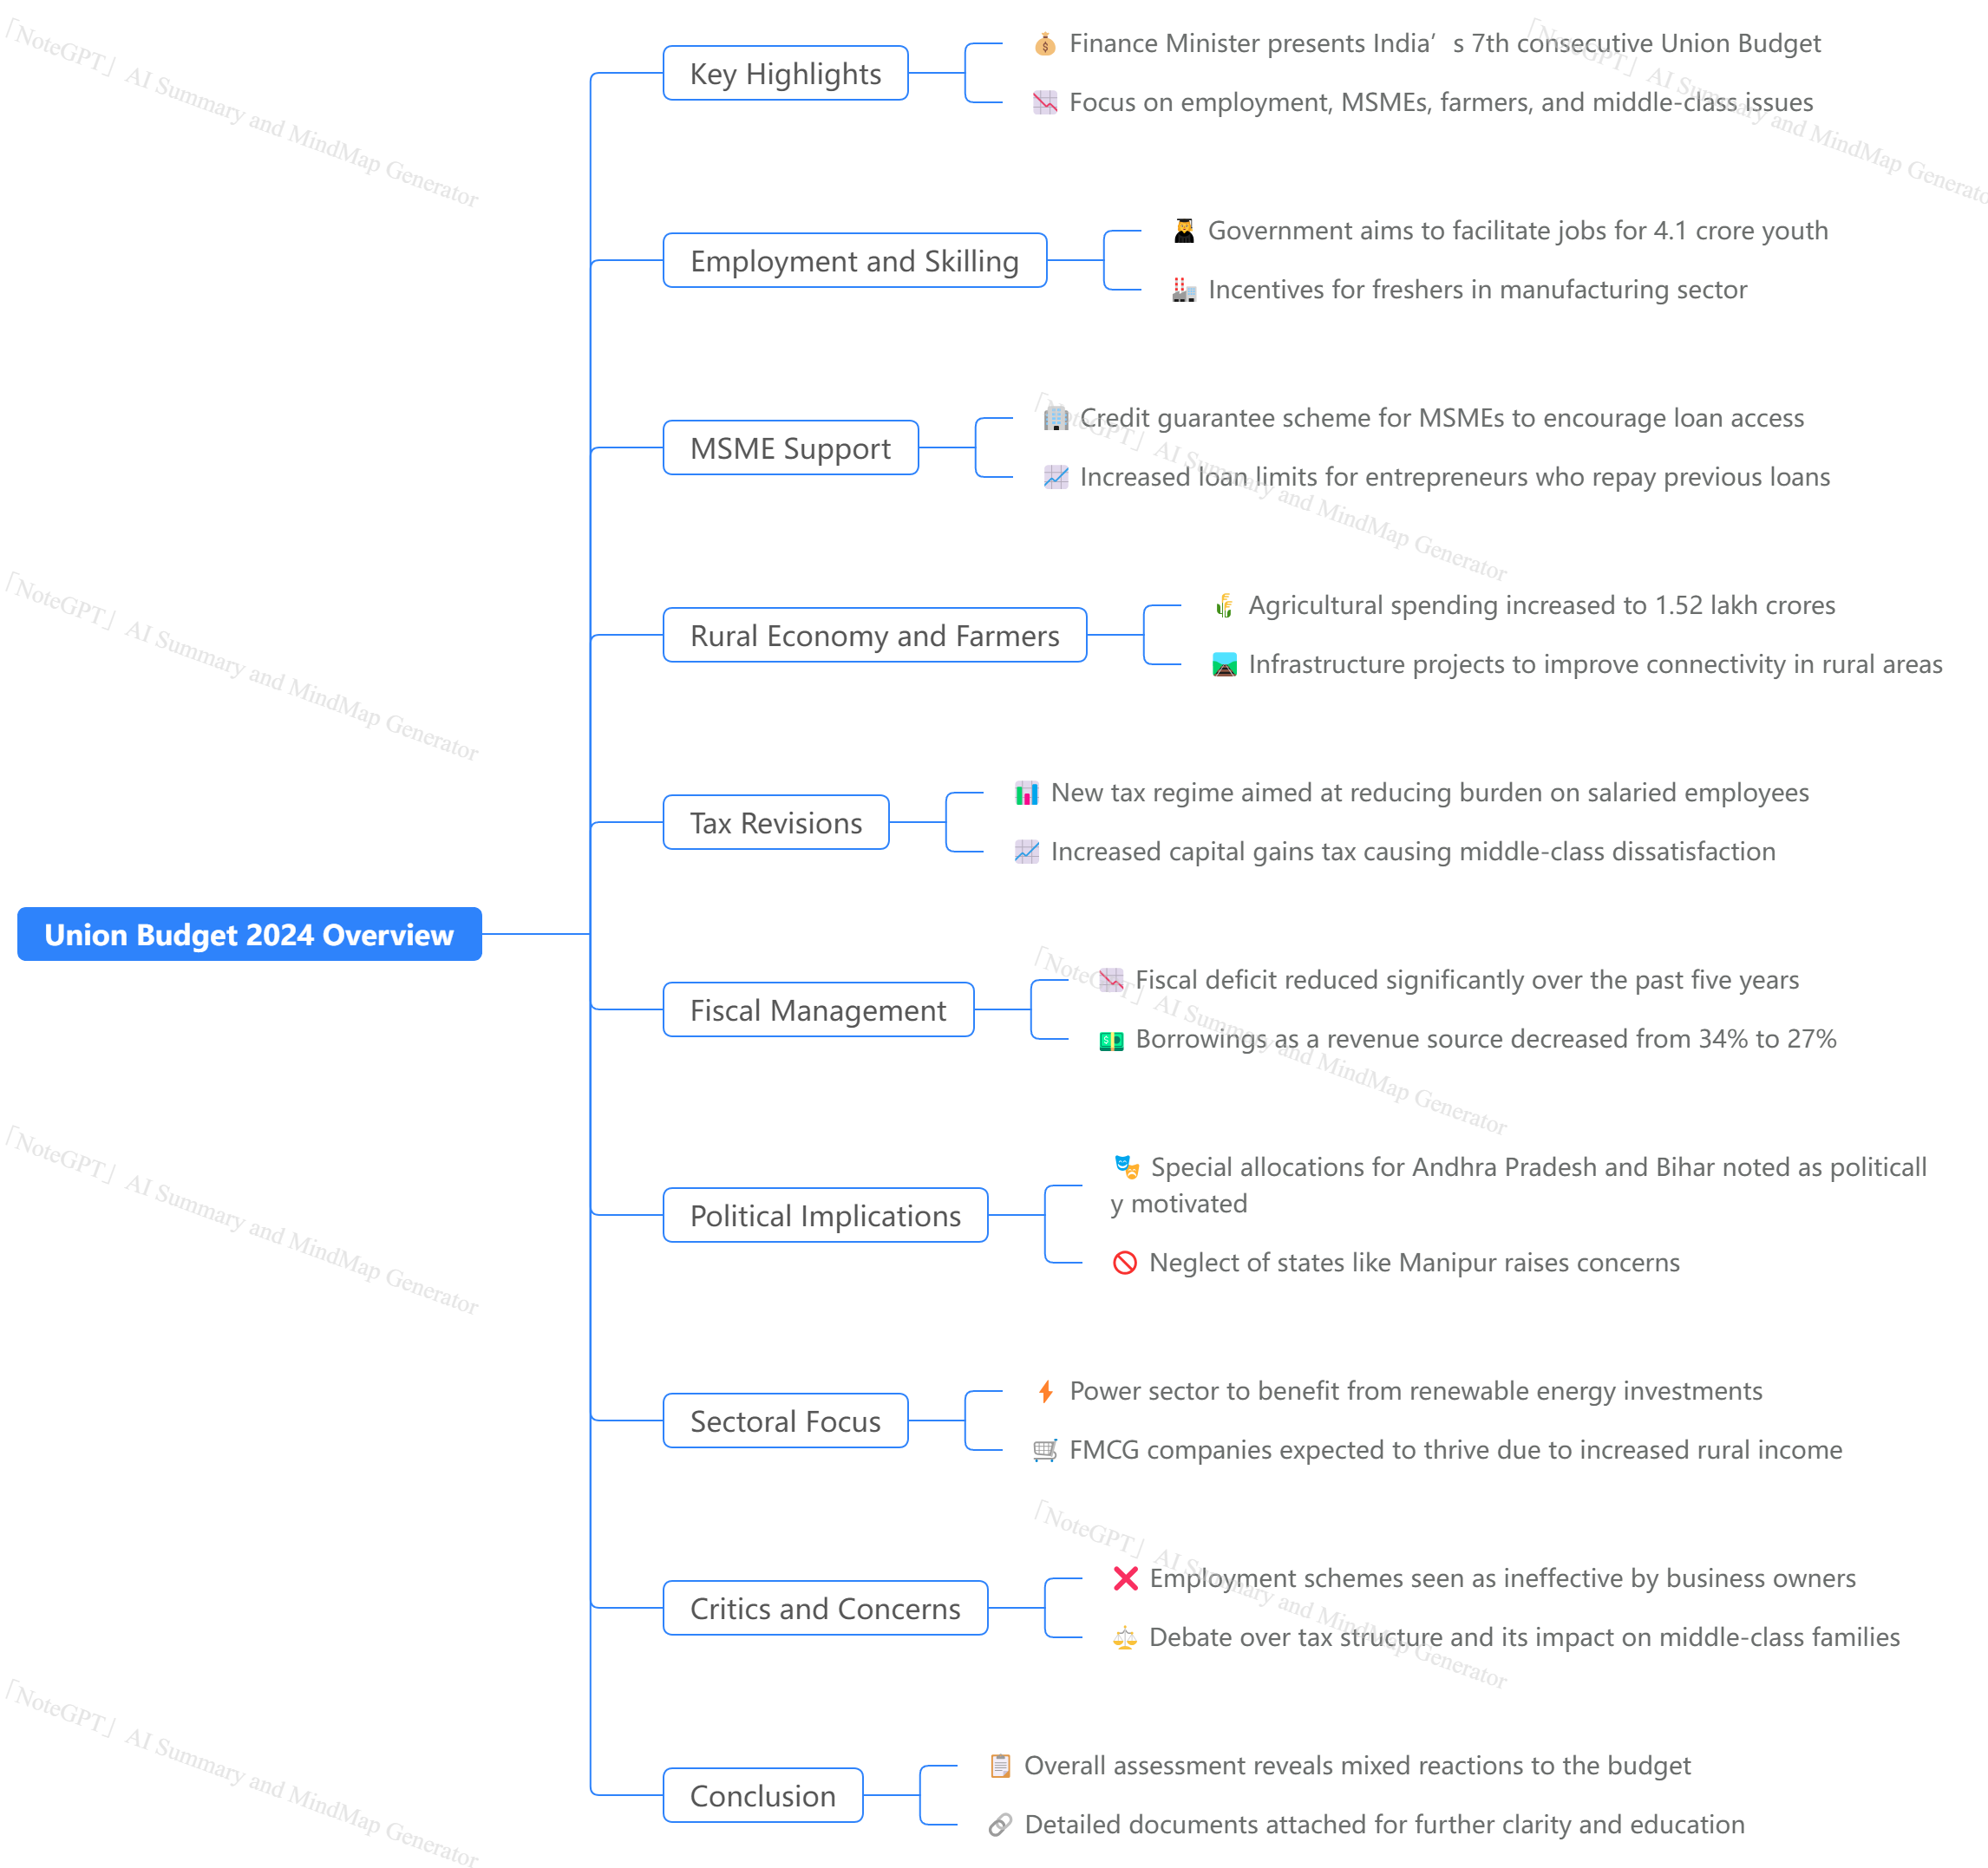 Union Budget 2024 Overview
Key Highlights
Finance Minister presents India’s 7th consecutive Union Budget
Focus on employment, MSMEs, farmers, and middle-class issues
Employment and Skilling
Government aims to facilitate jobs for 4.1 crore youth
Incentives for freshers in manufacturing sector
MSME Support
Credit guarantee scheme for MSMEs to encourage loan access
Increased loan limits for entrepreneurs who repay previous loans
Rural Economy and Farmers
Agricultural spending increased to 1.52 lakh crores
Infrastructure projects to improve connectivity in rural areas
Tax Revisions
New tax regime aimed at reducing burden on salaried employees
Increased capital gains tax causing middle-class dissatisfaction
Fiscal Management
Fiscal deficit reduced significantly over the past five years
Borrowings as a revenue source decreased from 34% to 27%
Political Implications
Special allocations for Andhra Pradesh and Bihar noted as politicall
y motivated
Neglect of states like Manipur raises concerns
Sectoral Focus
Power sector to benefit from renewable energy investments
FMCG companies expected to thrive due to increased rural income
Critics and Concerns
Employment schemes seen as ineffective by business owners
Debate over tax structure and its impact on middle-class families
Conclusion
Overall assessment reveals mixed reactions to the budget
Detailed documents attached for further clarity and education
「NoteGPT」 AI Summary and MindMap Generator
「NoteGPT」 AI Summary and MindMap Generator
「NoteGPT」 AI Summary and MindMap Generator
「NoteGPT」 AI Summary and MindMap Generator
「NoteGPT」 AI Summary and MindMap Generator
「NoteGPT」 AI Summary and MindMap Generator
「NoteGPT」 AI Summary and MindMap Generator
「NoteGPT」 AI Summary and MindMap Generator